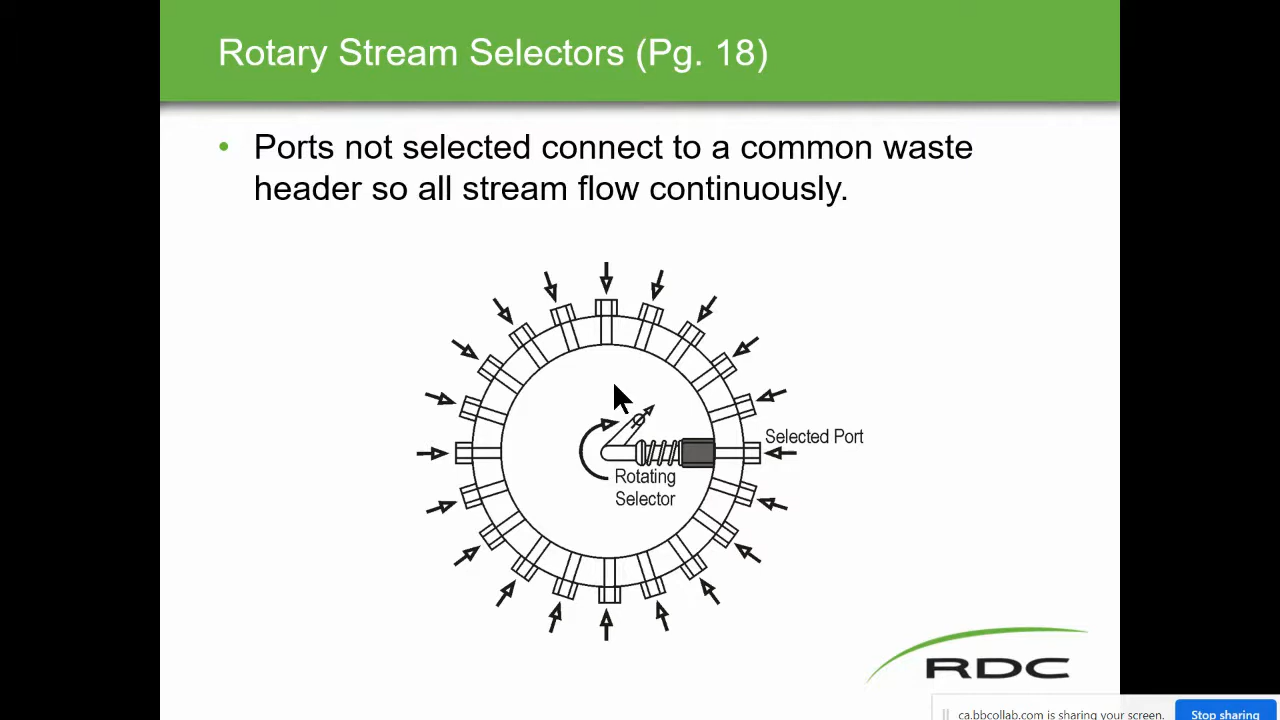 Rotary Stream Selectors (Pg. 18)
• Ports not selected connect to a common waste
header so all stream flow continuously.
Selected Port
Rotating
Selector
RDC
ca.bbcollab.com is sharing your screen.
Stop sharing